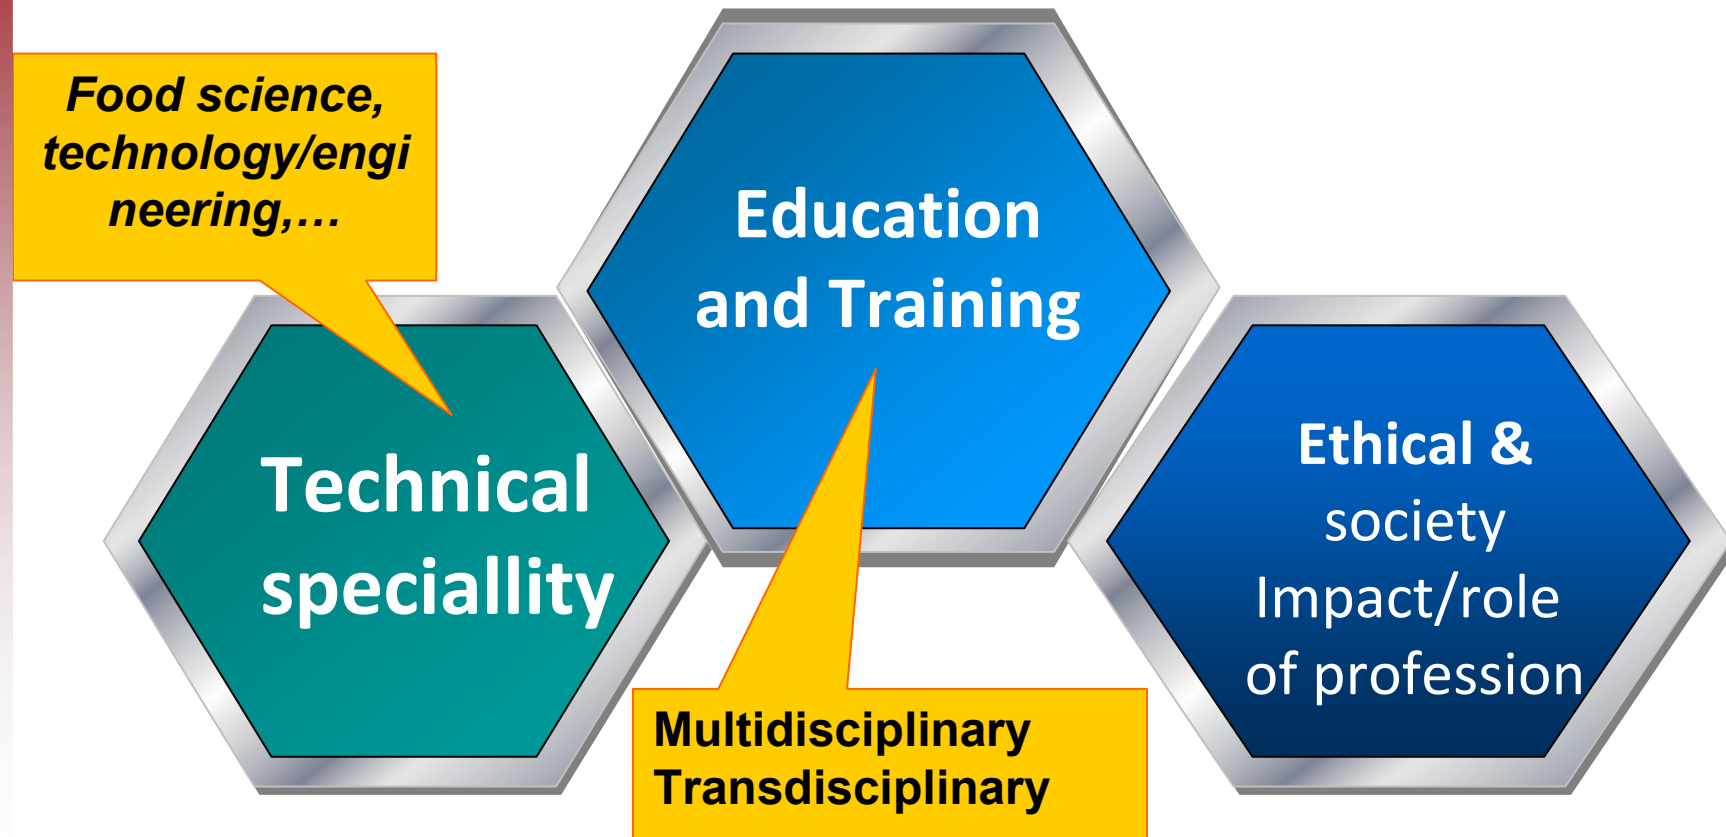 Food science,
technology/engi
neering,...
Education
and Training
Technical
speciallity
Ethical &
society
Impact/role
of profession
Multidisciplinary
Transdisciplinary